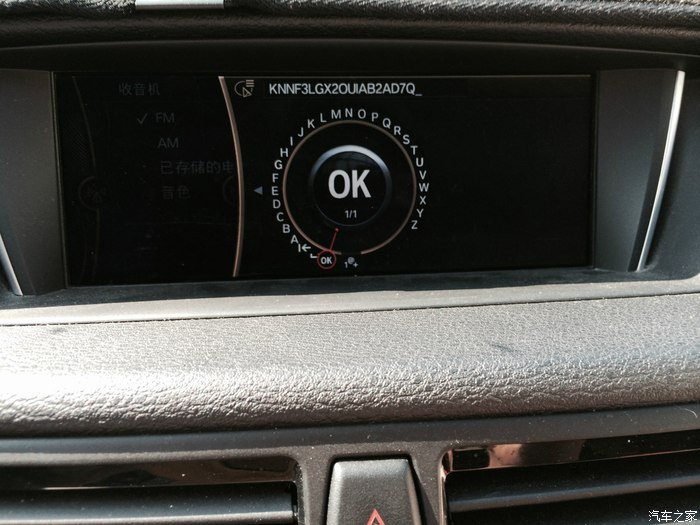 收音机
KNNF3LGX2OUIAB2AD7Q_
✓ FM
AM
已存储的电
音色
A B C D E F G H I J K L M N O P Q R S T U V W X Y Z
OK
1/1
OK
1@+
汽车之家